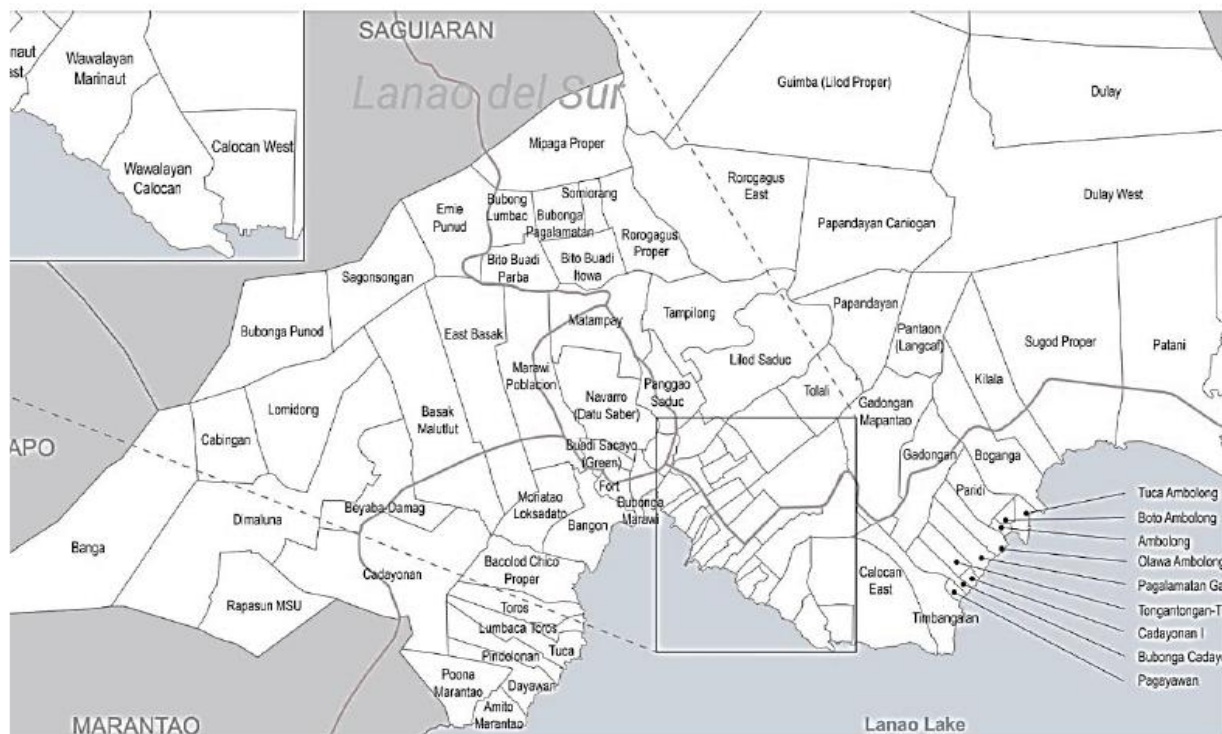 SAGUIARAN
Lanao del Sur
Wawalayan
Marinaut
Wawalayan
Calocan
Calocan West
Guimba (Lilod Proper)
Dulay
Mipaga Proper
Dulay West
Rorogagus
East
Papandayan Caniogan
Emie
Punud
Bubong
Lumbac
Somiorang
Bubonga
Pagalamatan
Rorogagus
Proper
Bito Buadi
Parba
Bito Buadi
Itowa
Sagonsongan
Bubonga Punod
East Basak
Matampay
Tampilong
Papandayan
Pantaon
(Langcaf)
Sugod Proper
Patani
Lilod Saduc
Marawi
Poblacion
Navarro
(Datu Saber)
Panggao
Saduc
Tolali
Kilala
Gadongan
Mapantao
Lomidong
Cabingan
Basak
Malutlut
Buadi Sacayo
(Green)
Gadongan
Boganga
Fort
Paridi
Moriatao
Loksadato
Bubonga
Marawi
Bangon
Beyaba-Damag
Dimaluna
Banga
Cadayonan
Bacolod Chico
Proper
Rapasun MSU
Toros
Lumbaca Toros
Tuca
Pindolonan
Poona
Marantao
Dayawan
Amito
Marantao
Calocan
East
Timbangalan
Tuca Ambolong
Boto Ambolong
Ambolong
Olawa Ambolong
Pagalamatan Ga
Tongantongan-T
Cadayonan I
Bubonga Caday
Pagayawan
APO
MARANTAO
Lanao Lake